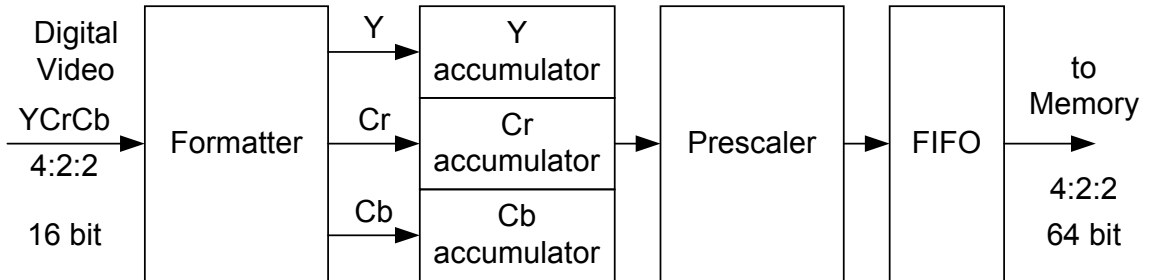 Digital
Video
YCrCb
4:2:2
16 bit
Formatter
Y
Cr
Cb
Y
accumulator
Cr
accumulator
Cb
accumulator
Prescaler
FIFO
to
Memory
4:2:2
64 bit